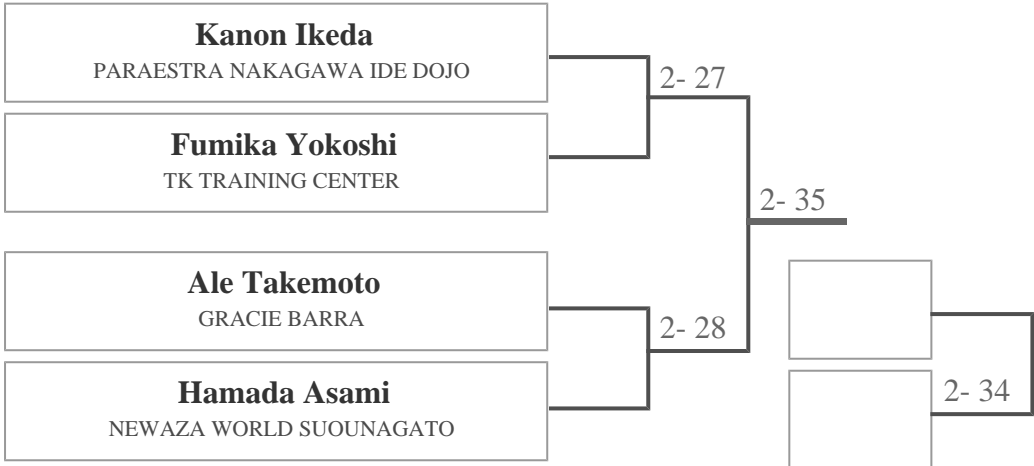 Kanon Ikeda
PARAESTRA NAKAGAWA IDE DOJO
2- 27
Fumika Yokoshi
TK TRAINING CENTER
2- 35
Ale Takemoto
GRACIE BARRA
2- 28
Hamada Asami
NEWAZA WORLD SUOUNAGATO
2- 34